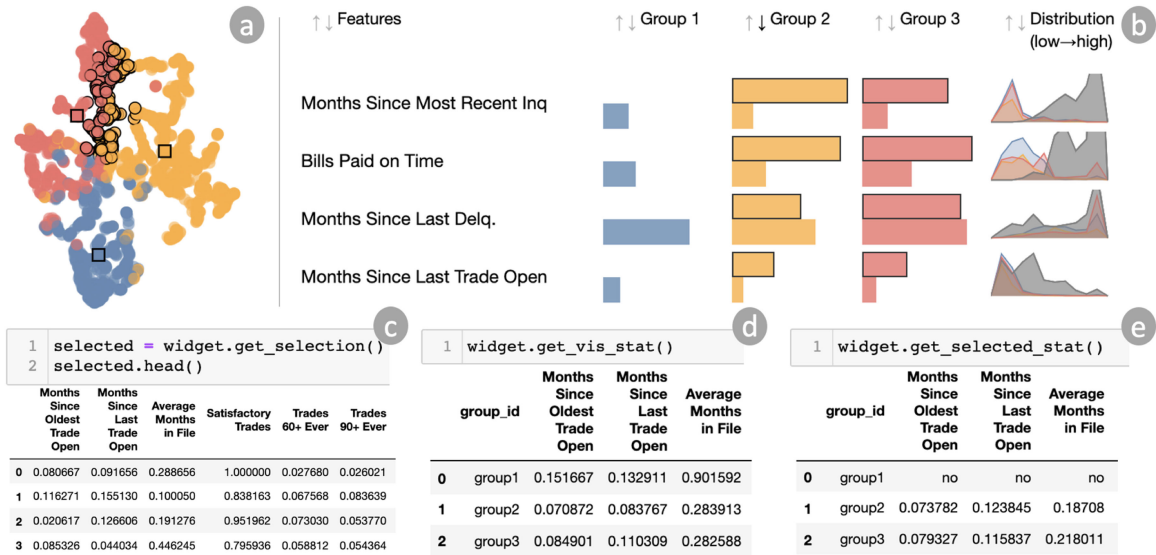 a
↑↓ Features
↑↓ Group 1
↑↓ Group 2
↑↓ Group 3
↑↓ Distribution
(low→high)
b
Months Since Most Recent Inq
Bills Paid on Time
Months Since Last Delq.
Months Since Last Trade Open
c
1 selected = widget.get_selection()
2 selected.head()
Months Since Oldest Trade Open
Months Since Last Trade Open
Average Months in File
Satisfactory Trades
Trades 60+ Ever
Trades 90+ Ever
0 0.080667 0.091656 0.288656 1.000000 0.027680 0.026021
1 0.116271 0.155130 0.100050 0.838163 0.067568 0.083639
2 0.020617 0.126606 0.191276 0.951962 0.073030 0.053770
3 0.085326 0.044034 0.446245 0.795936 0.058812 0.054364
d
1 widget.get_vis_stat()
group_id
Months Since Oldest Trade Open
Months Since Last Trade Open
Average Months in File
0 group1 0.151667 0.132911 0.901592
1 group2 0.070872 0.083767 0.283913
2 group3 0.084901 0.110309 0.282588
e
1 widget.get_selected_stat()
group_id
Months Since Oldest Trade Open
Months Since Last Trade Open
Average Months in File
0 group1 no no no
1 group2 0.073782 0.123845 0.18708
2 group3 0.079327 0.115837 0.218011